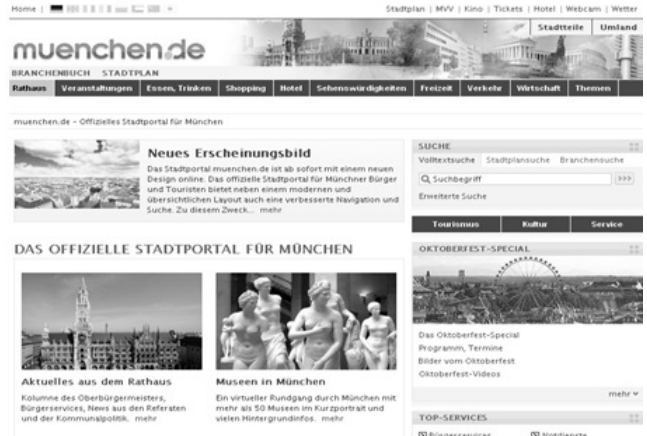 Home |
Stadtplan | MVV | Kino | Tickets | Hotel | Webcam | Wetter
Stadtteile Umland
muenchen.de
BRANCHENBUCH STADTPLAN
Rathaus Veranstaltungen Essen, Trinken Shopping Hotel Sehenswürdigkeiten Freizeit Verkehr Wirtschaft Themen
muenchen.de - Offizielles Stadtportal für München
Neues Erscheinungsbild
Das Stadtportal muenchen.de ist ab sofort mit einem neuen
Design online. Das offizielle Stadtportal für Münchner Bürger
und Touristen bietet neben einem modernen und
übersichtlichen Layout auch eine verbesserte Navigation und
Suche. Zu diesem Zweck... mehr
SUCHE
Volltextsuche Stadtplansuche Branchensuche
Suchbegriff >>>
Erweiterte Suche
Tourismus Kultur Service
DAS OFFIZIELLE STADTPORTAL FÜR MÜNCHEN
Aktuelles aus dem Rathaus
Kolumne des Oberbürgermeisters,
Bürgerservices, News aus den Referaten
und der Kommunalpolitik. mehr
Museen in München
Ein virtueller Rundgang durch München mit
mehr als 50 Museen im Kurzportrait und
vielen Hintergrundinfos. mehr
OKTOBERFEST-SPECIAL
Das Oktoberfest-Special
Programm, Termine
Bilder vom Oktoberfest
Oktoberfest-Videos
mehr
TOP-SERVICES
Bürgerservices Notdienste